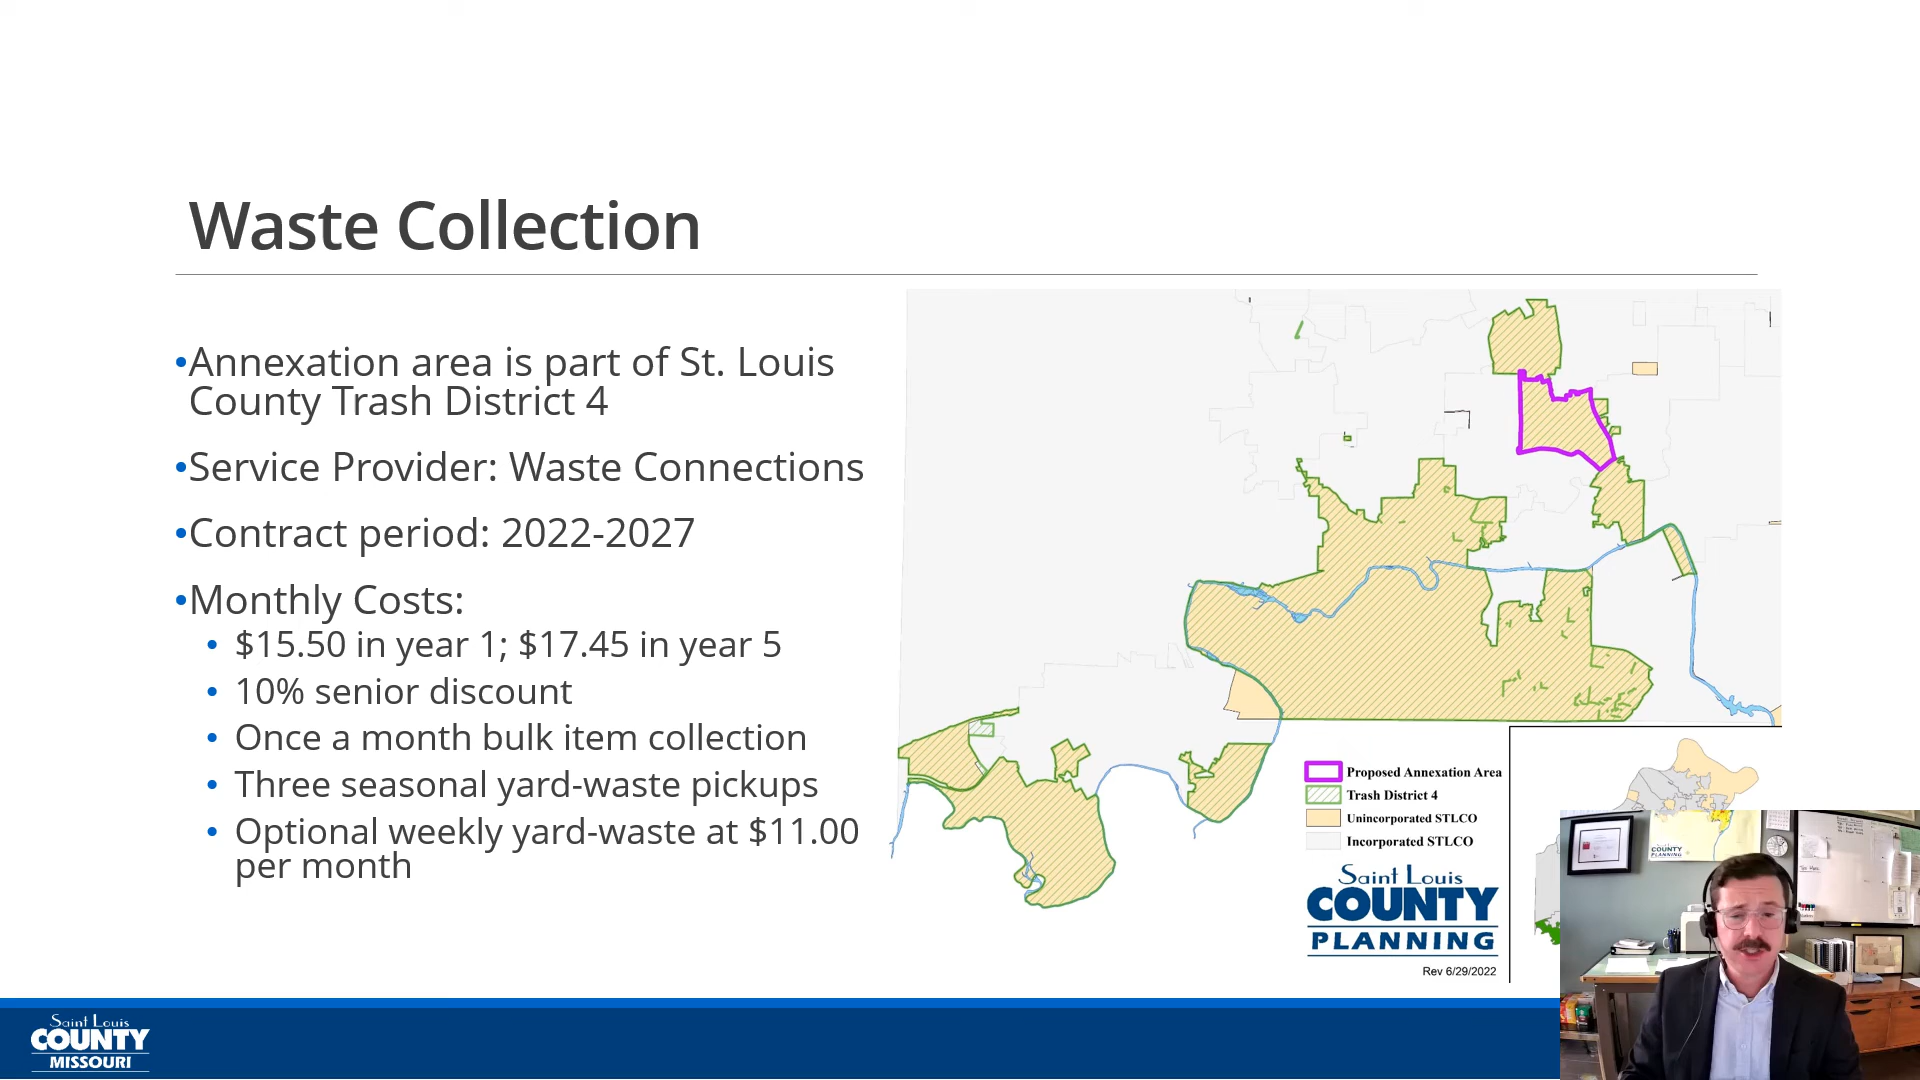 Waste Collection
•Annexation area is part of St. Louis
County Trash District 4
•Service Provider: Waste Connections
•Contract period: 2022-2027
•Monthly Costs:
• $15.50 in year 1; $17.45 in year 5
• 10% senior discount
• Once a month bulk item collection
• Three seasonal yard-waste pickups
• Optional weekly yard-waste at $11.00
per month
Proposed Annexation Area
Trash District 4
Unincorporated STLCO
Incorporated STLCO
Saint Louis
COUNTY
PLANNING
Rev 6/29/2022
COUNTY
PLANNING
Saint Louis
COUNTY
MISSOURI